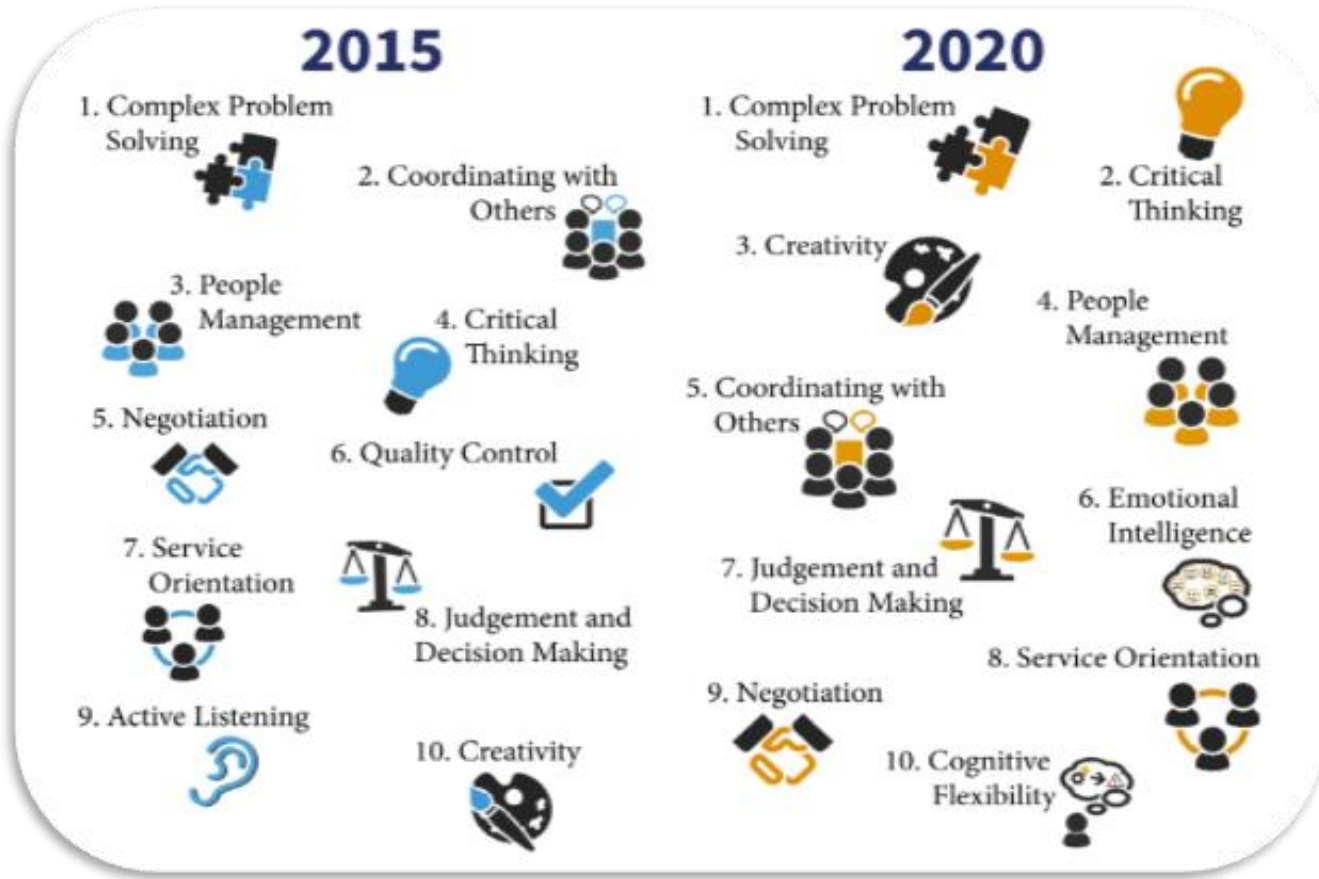 2015
1. Complex Problem
Solving
2. Coordinating with
Others
3. People
Management
4. Critical
Thinking
5. Negotiation
6. Quality Control
7. Service
Orientation
8. Judgement and
Decision Making
9. Active Listening
10. Creativity
2020
1. Complex Problem
Solving
2. Critical
Thinking
3. Creativity
4. People
Management
5. Coordinating with
Others
6. Emotional
Intelligence
7. Judgement and
Decision Making
8. Service Orientation
9. Negotiation
10. Cognitive
Flexibility